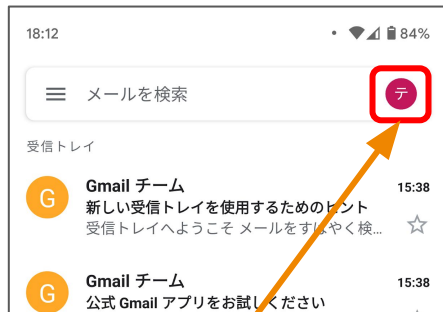 18:12
84%
メールを検索
テ
受信トレイ
G
Gmail チーム
15:38
新しい受信トレイを使用するためのヒント
受信トレイへようこそ メールをすばやく検...
G
Gmail チーム
15:38
公式 Gmail アプリをお試しください